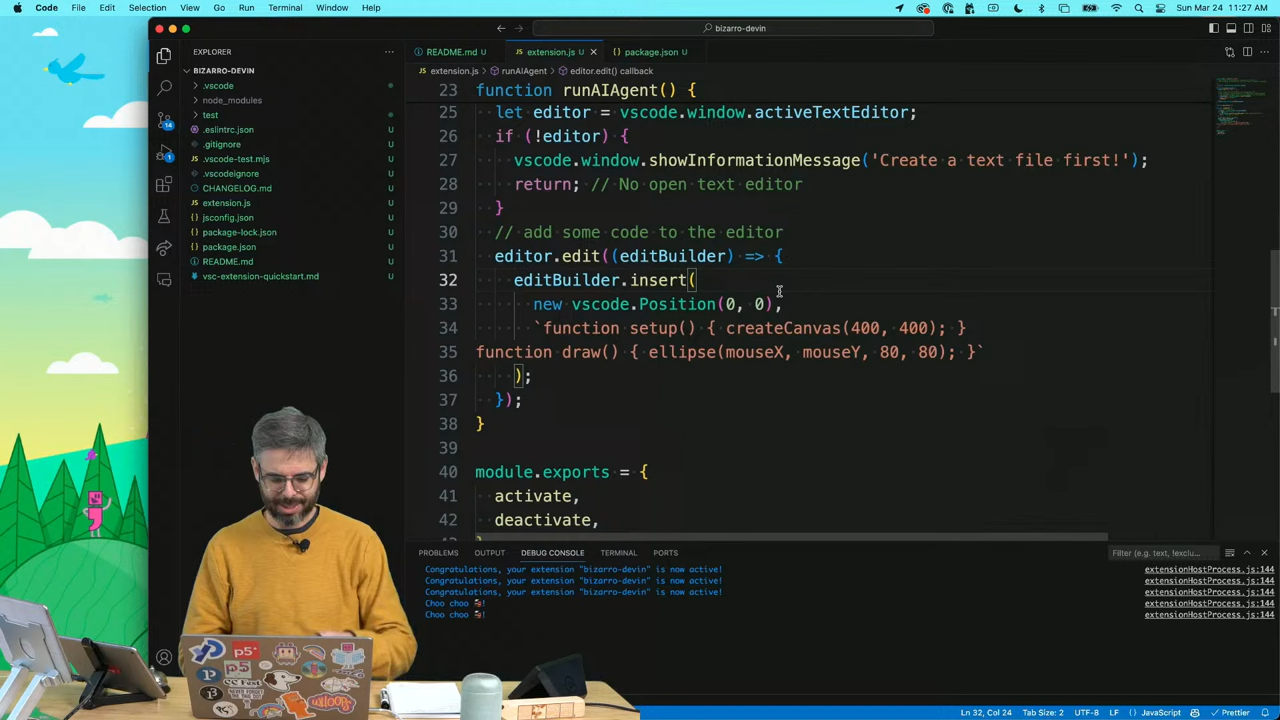 Code File Edit Selection View Go Run Terminal Window Help
Sun Mar 24 11:27 AM
bizarro-devin
EXPLORER
BIZARRO-DEVIN
.vscode
node_modules
test
.eslintrc.json U
.gitignore U
.vscode-test.mjs U
.vscodeignore U
CHANGELOG.md U
extension.js U
jsconfig.json U
package-lock.json U
package.json U
README.md U
vsc-extension-quickstart.md U
14
1
README.md U
extension.js U
package.json U
extension.js > runAIAgent > editor.edit() callback
23 function runAIAgent() {
25 let editor = vscode.window.activeTextEditor;
26 if (!editor) {
27 vscode.window.showInformationMessage('Create a text file first!');
28 return; // No open text editor
29 }
30 // add some code to the editor
31 editor.edit((editBuilder) => {
32 editBuilder.insert(
33 new vscode.Position(0, 0),
34 `function setup() { createCanvas(400, 400); }
35 function draw() { ellipse(mouseX, mouseY, 80, 80); }`
36 );
37 });
38 }
39
40 module.exports = {
41 activate,
42 deactivate,
PROBLEMS OUTPUT DEBUG CONSOLE TERMINAL PORTS
Filter (e.g. text, !exclu...
Congratulations, your extension "bizarro-devin" is now active! extensionHostProcess.js:144
Congratulations, your extension "bizarro-devin" is now active! extensionHostProcess.js:144
Congratulations, your extension "bizarro-devin" is now active! extensionHostProcess.js:144
Choo choo 🚂! extensionHostProcess.js:144
Choo choo 🚂! extensionHostProcess.js:144
p5*
p5
CC Fest
WHLOOPS
Ln 32, Col 24 Tab Size: 2 UTF-8 LF {} JavaScript Prettier